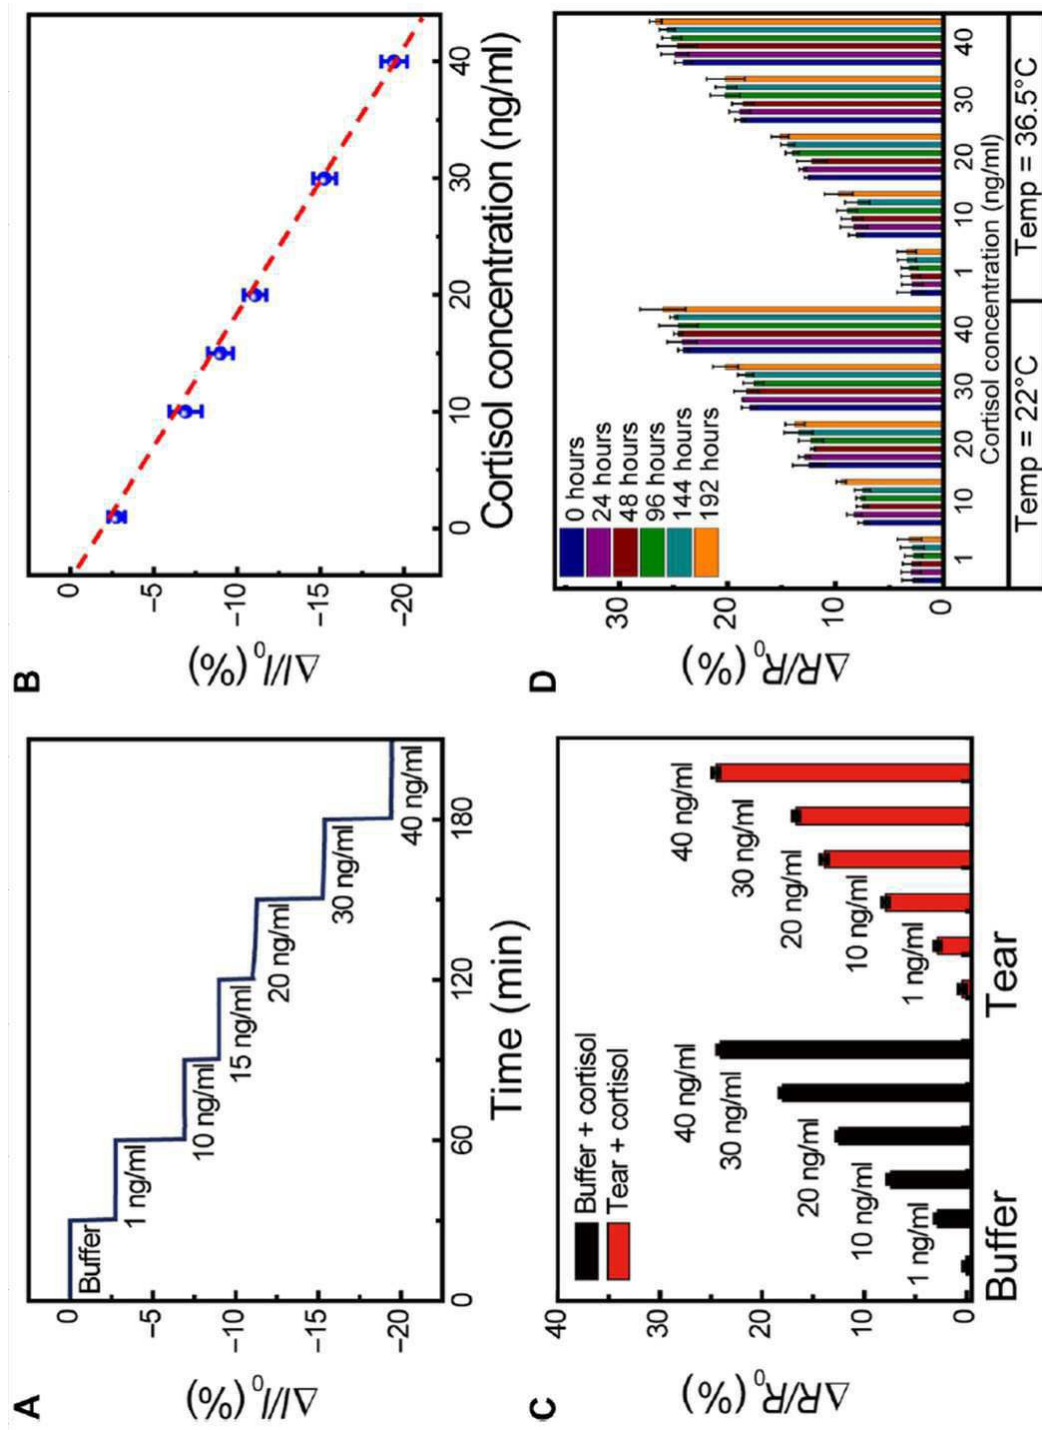 A
ΔI/I0 (%)
0
−5
−10
−15
−20
Buffer
1 ng/ml
10 ng/ml
15 ng/ml
20 ng/ml
30 ng/ml
40 ng/ml
0 60 120 180
Time (min)
B
ΔI/I0 (%)
0
−5
−10
−15
−20
0 10 20 30 40
Cortisol concentration (ng/ml)
C
ΔR/R0 (%)
40
30
20
10
0
Buffer + cortisol
Tear + cortisol
1 ng/ml
10 ng/ml
20 ng/ml
30 ng/ml
40 ng/ml
1 ng/ml
10 ng/ml
20 ng/ml
30 ng/ml
40 ng/ml
Buffer Tear
D
ΔR/R0 (%)
30
20
10
0
0 hours
24 hours
48 hours
96 hours
144 hours
192 hours
1 10 20 30 40 1 10 20 30 40
Cortisol concentration (ng/ml)
Temp = 22°C Temp = 36.5°C